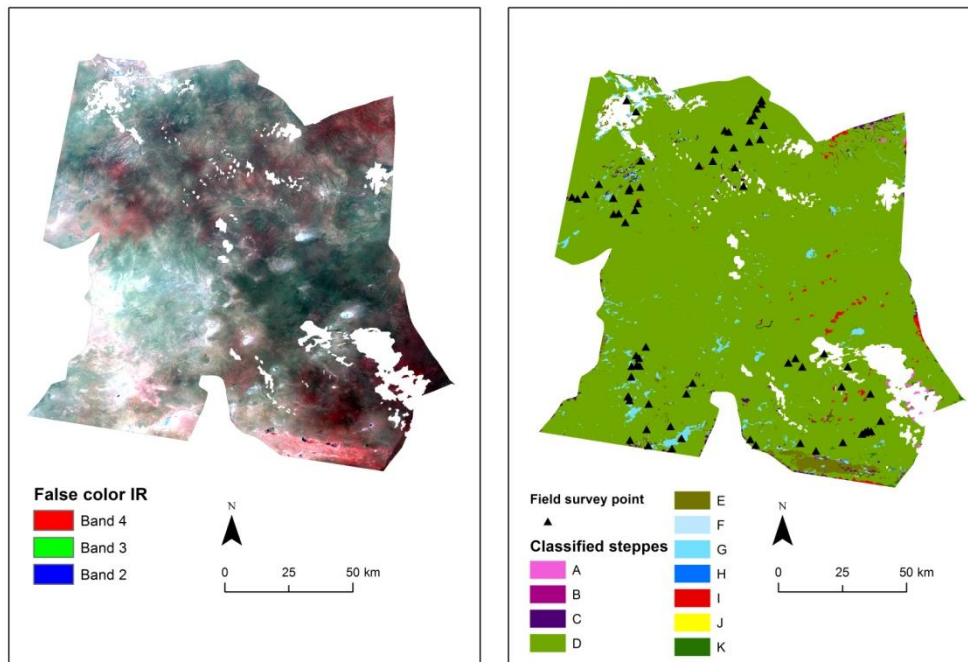 False color IR
Band 4
Band 3
Band 2
N
0 25 50 km
Field survey point
Classified steppes
A
B
C
D
E
F
G
H
I
J
K
N
0 25 50 km